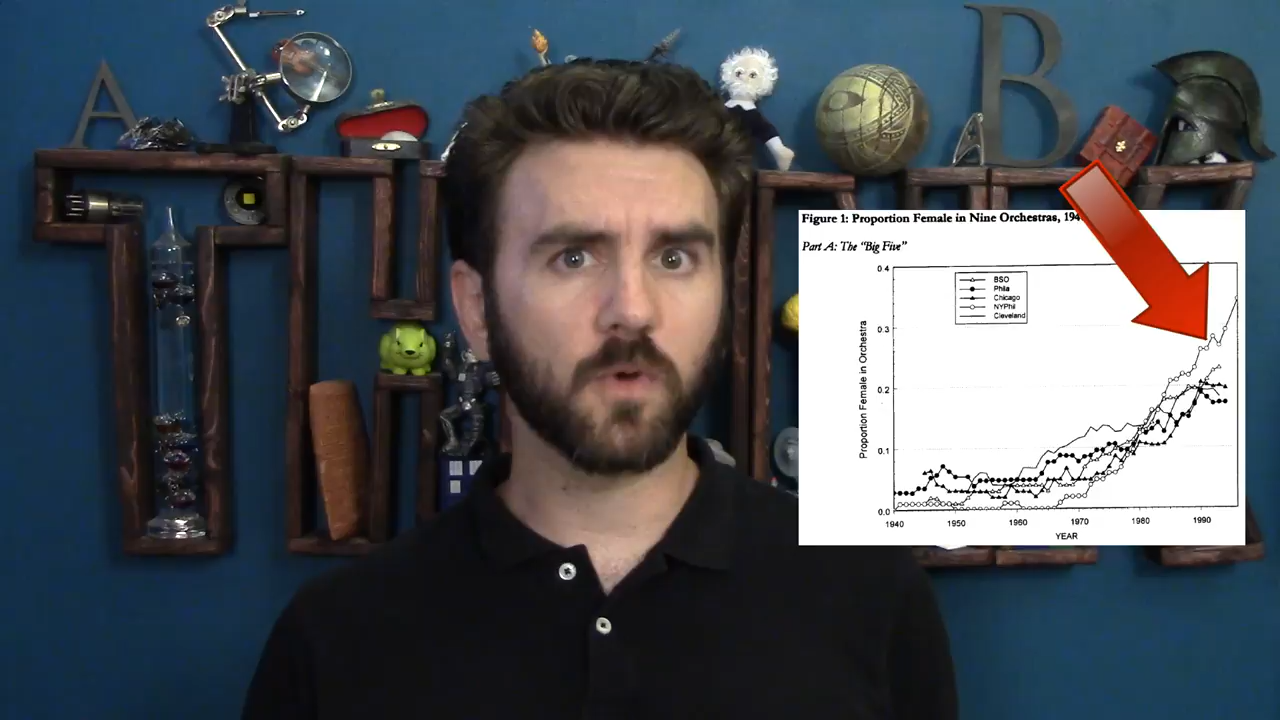 A
B
Figure 1: Proportion Female in Nine Orchestras, 194
Part A: The "Big Five"
BSO
Phila
Chicago
NYPhil
Cleveland
Proportion Female in Orchestra
0.4
0.3
0.2
0.1
0.0
1940 1950 1960 1970 1980 1990
YEAR